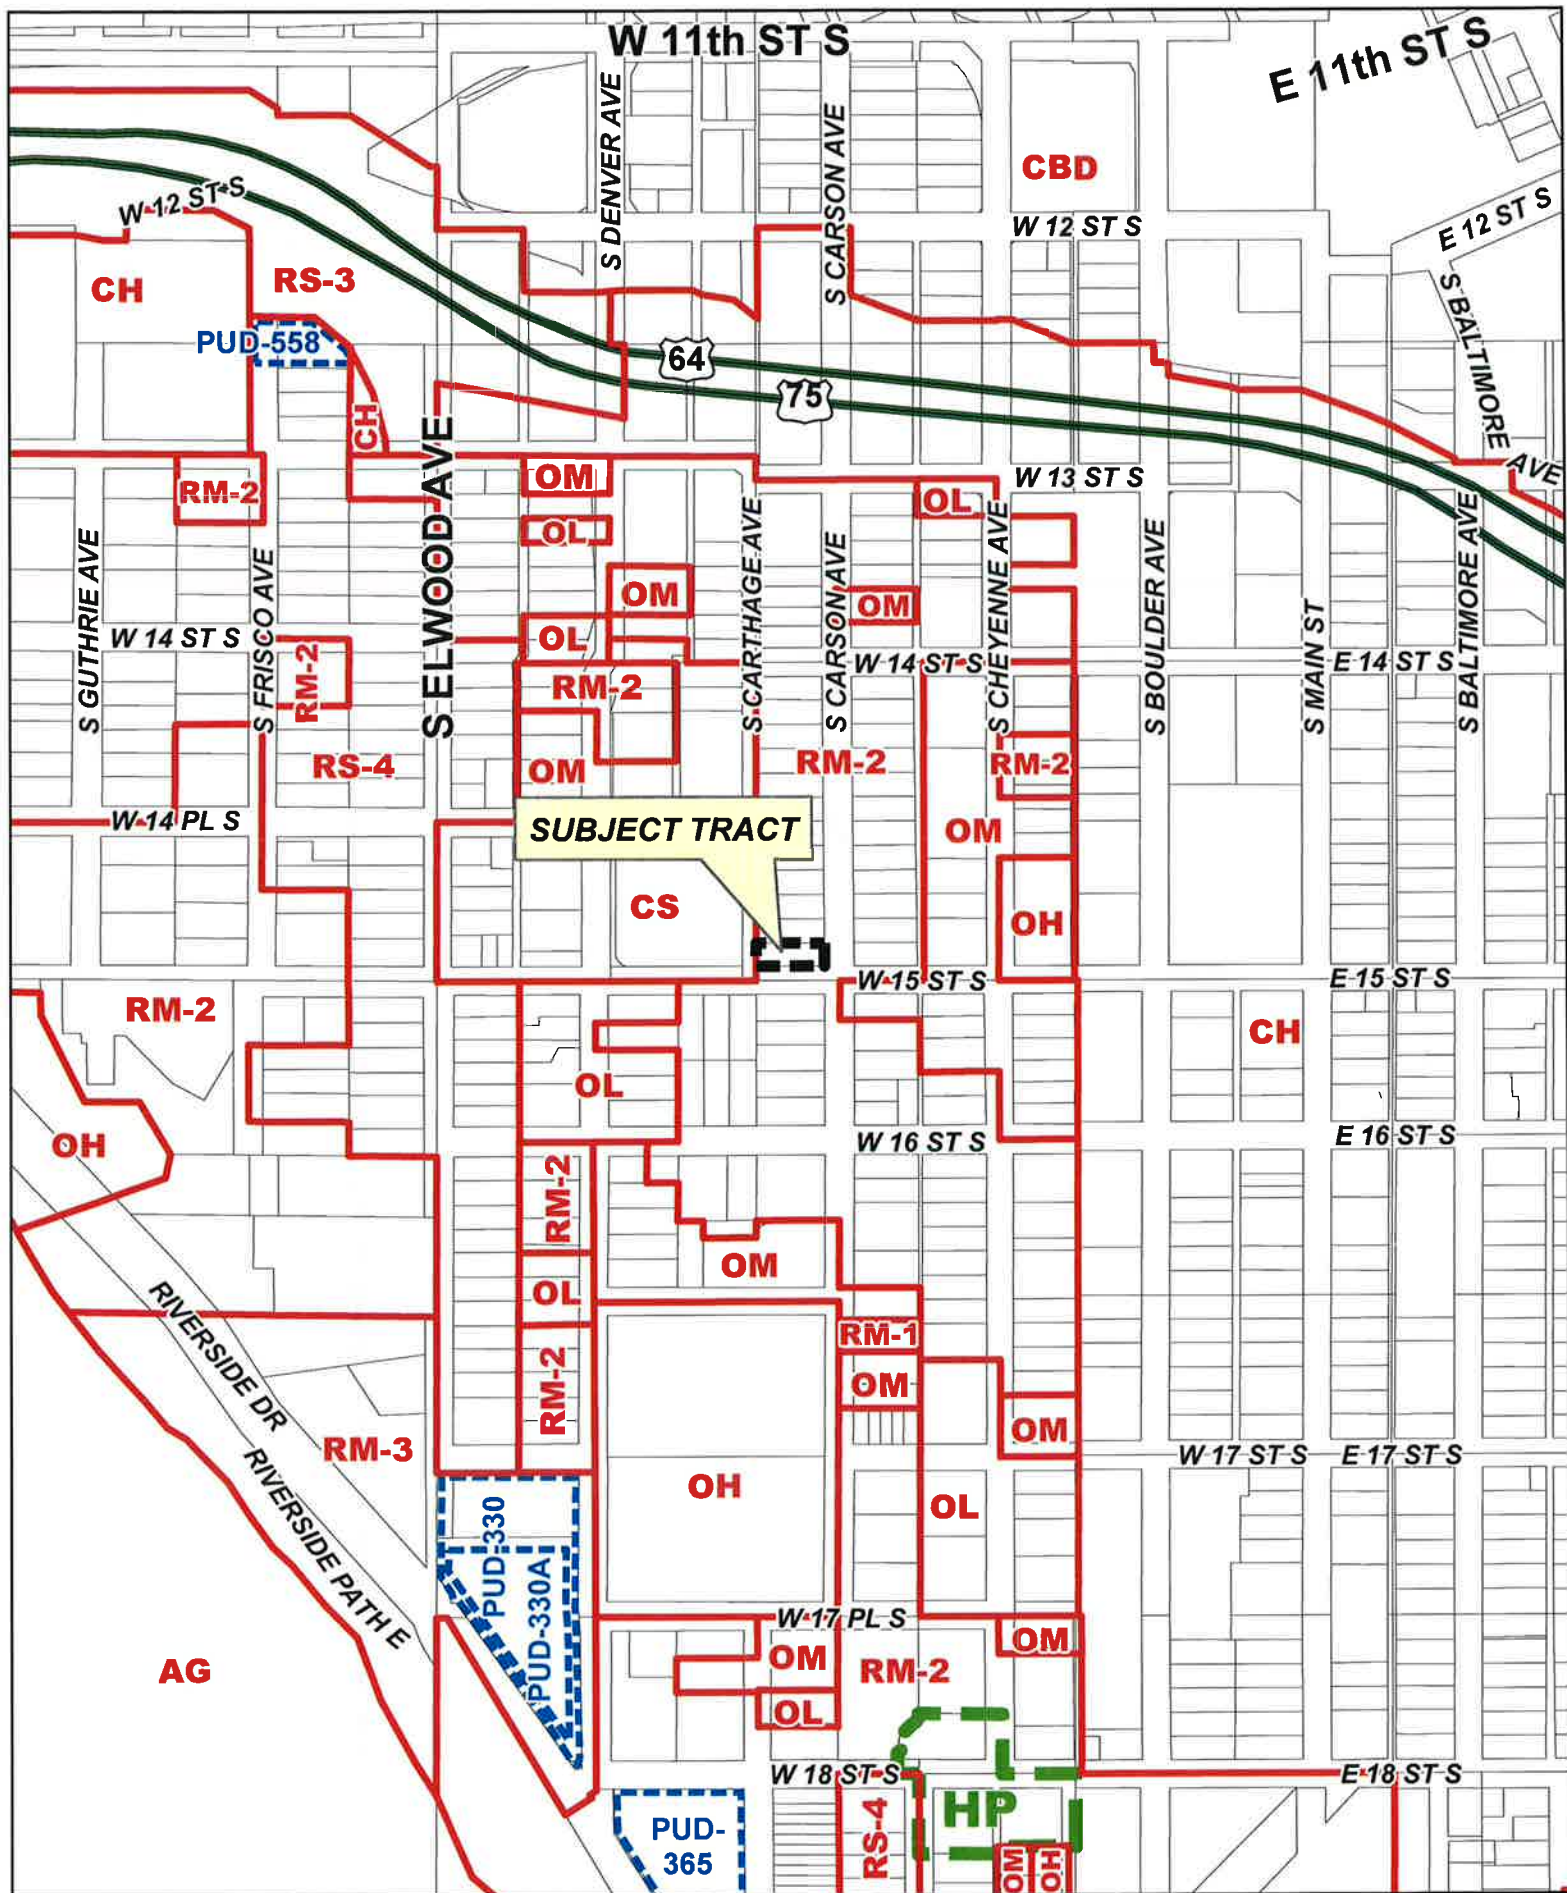 W 11th ST S
E 11th ST S
S DENVER AVE
S CARSON AVE
CBD
W 12 ST S
W 12 ST S
E 12 ST S
CH
RS-3
S BALTIMORE AVE
PUD-558
64
75
CH
OM
W 13 ST S
RM-2
OL
OL
S GUTHRIE AVE
S FRISCO AVE
S ELWOOD AVE
S CARTHAGE AVE
S CARSON AVE
S CHEYENNE AVE
S BOULDER AVE
S MAIN ST
S BALTIMORE AVE
OM
OM
W 14 ST S
OL
W 14 ST S
E 14 ST S
RM-2
RM-2
RS-4
OM
RM-2
RM-2
W 14 PL S
SUBJECT TRACT
OM
CS
OH
W 15 ST S
E 15 ST S
RM-2
CH
OL
OH
W 16 ST S
E 16 ST S
RM-2
OM
OL
RIVERSIDE DR
RM-1
RM-2
OM
OM
RM-3
W 17 ST S
E 17 ST S
RIVERSIDE PATH E
OH
OL
PUD-330
PUD-330A
W 17 PL S
OM
OM
AG
RM-2
OL
W 18 ST S
E 18 ST S
HP
PUD-
365
RS-4
OM
OH